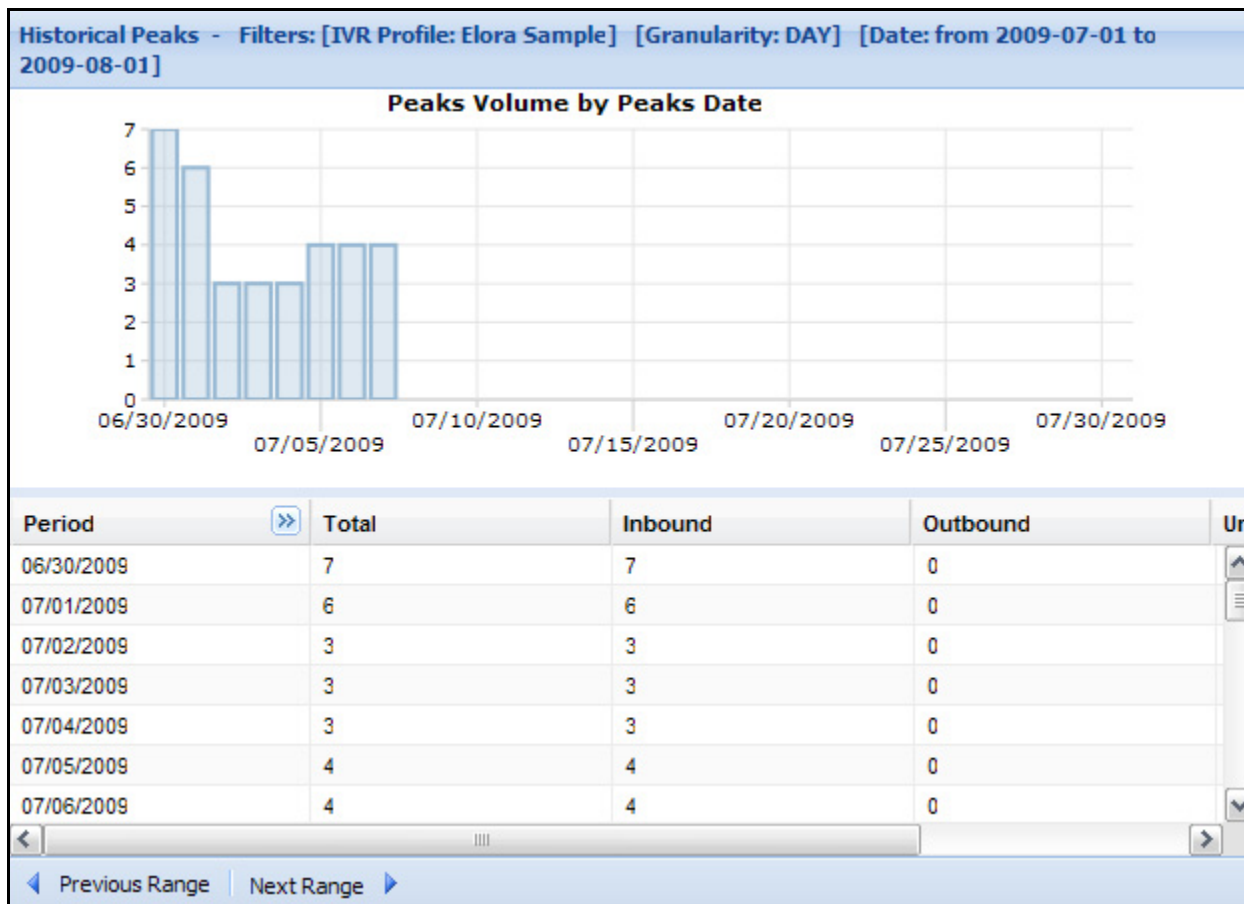 Historical Peaks - Filters: [IVR Profile: Elora Sample] [Granularity: DAY] [Date: from 2009-07-01 to
2009-08-01]
Peaks Volume by Peaks Date
7
6
5
4
3
2
1
0
06/30/2009 07/10/2009 07/20/2009 07/30/2009
07/05/2009 07/15/2009 07/25/2009
Period Total Inbound Outbound Ur
06/30/2009 7 7 0
07/01/2009 6 6 0
07/02/2009 3 3 0
07/03/2009 3 3 0
07/04/2009 3 3 0
07/05/2009 4 4 0
07/06/2009 4 4 0
Previous Range Next Range